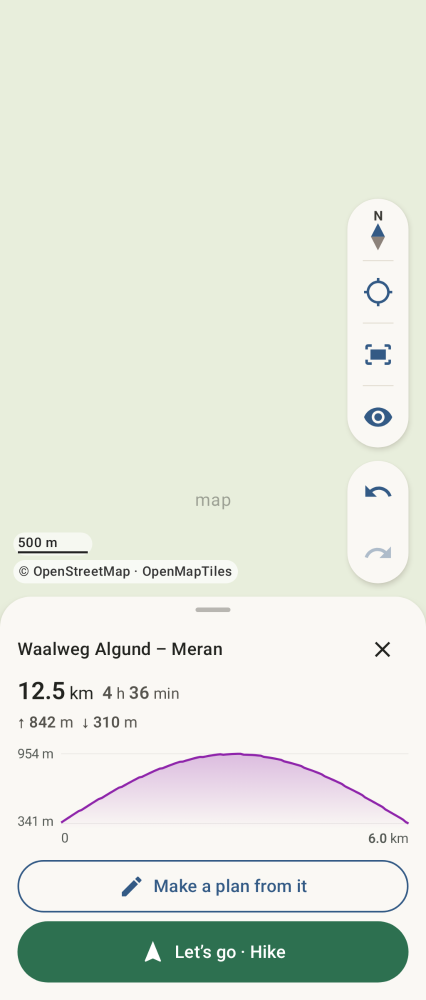 N
map
500 m
© OpenStreetMap · OpenMapTiles
Waalweg Algund – Meran
12.5 km 4 h 36 min
↑ 842 m ↓ 310 m
954 m
341 m
0 6.0 km
Make a plan from it
Let’s go · Hike